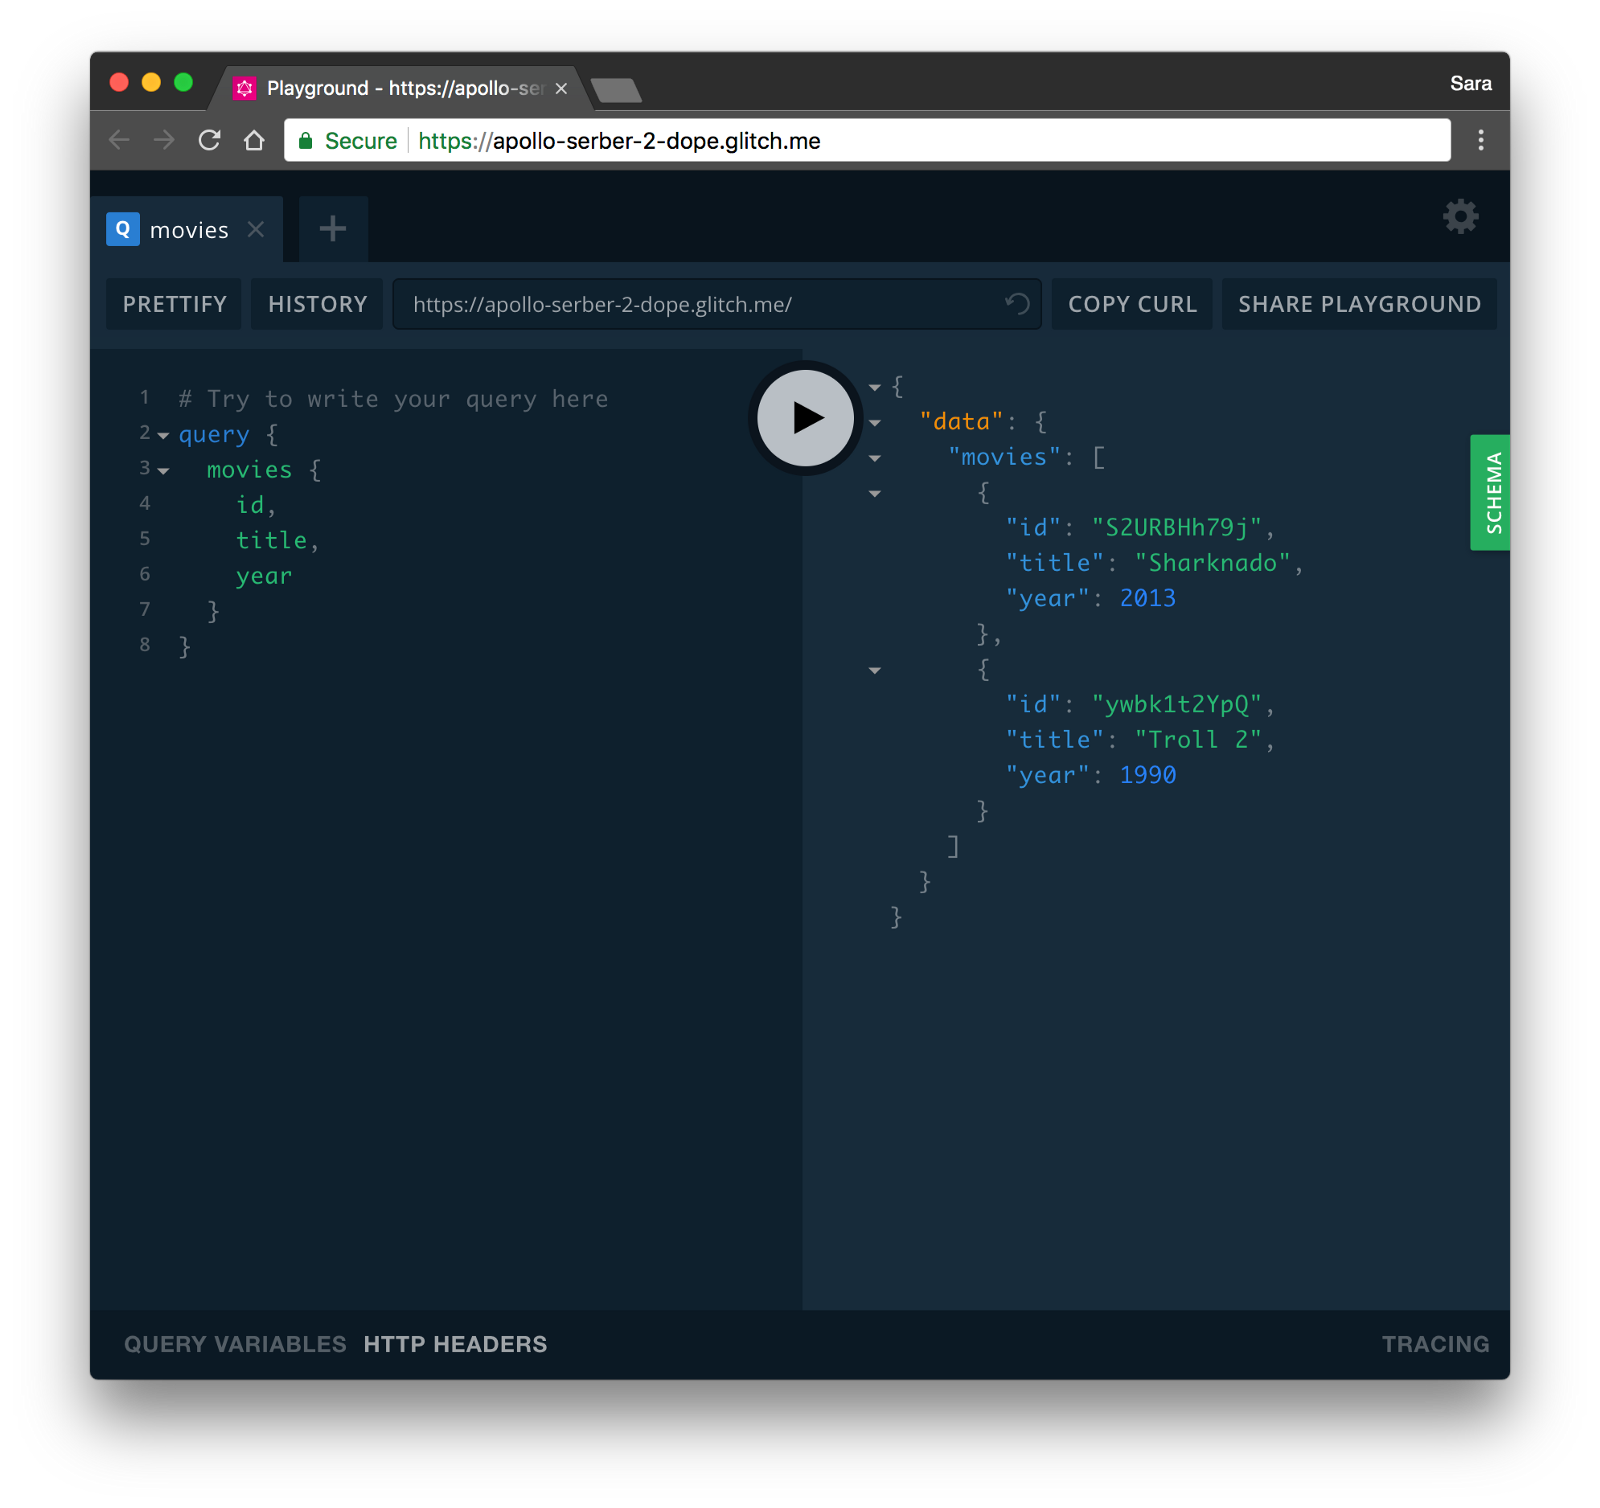 Playground - https://apollo-ser
Sara
Secure
https://apollo-serber-2-dope.glitch.me
Q movies
PRETTIFY
HISTORY
https://apollo-serber-2-dope.glitch.me/
COPY CURL
SHARE PLAYGROUND
1 # Try to write your query here
2 query {
3 movies {
4 id,
5 title,
6 year
7 }
8 }
{
"data": {
"movies": [
{
"id": "S2URBHh79j",
"title": "Sharknado",
"year": 2013
},
{
"id": "ywbk1t2YpQ",
"title": "Troll 2",
"year": 1990
}
]
}
}
SCHEMA
QUERY VARIABLES
HTTP HEADERS
TRACING